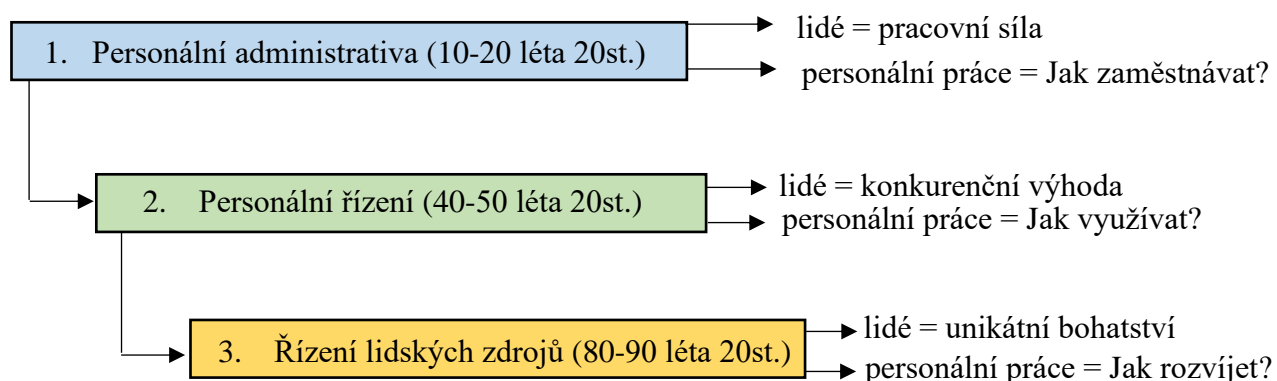 1. Personální administrativa (10-20 léta 20st.)
lidé = pracovní síla
personální práce = Jak zaměstnávat?
2. Personální řízení (40-50 léta 20st.)
lidé = konkurenční výhoda
personální práce = Jak využívat?
3. Řízení lidských zdrojů (80-90 léta 20st.)
lidé = unikátní bohatství
personální práce = Jak rozvíjet?